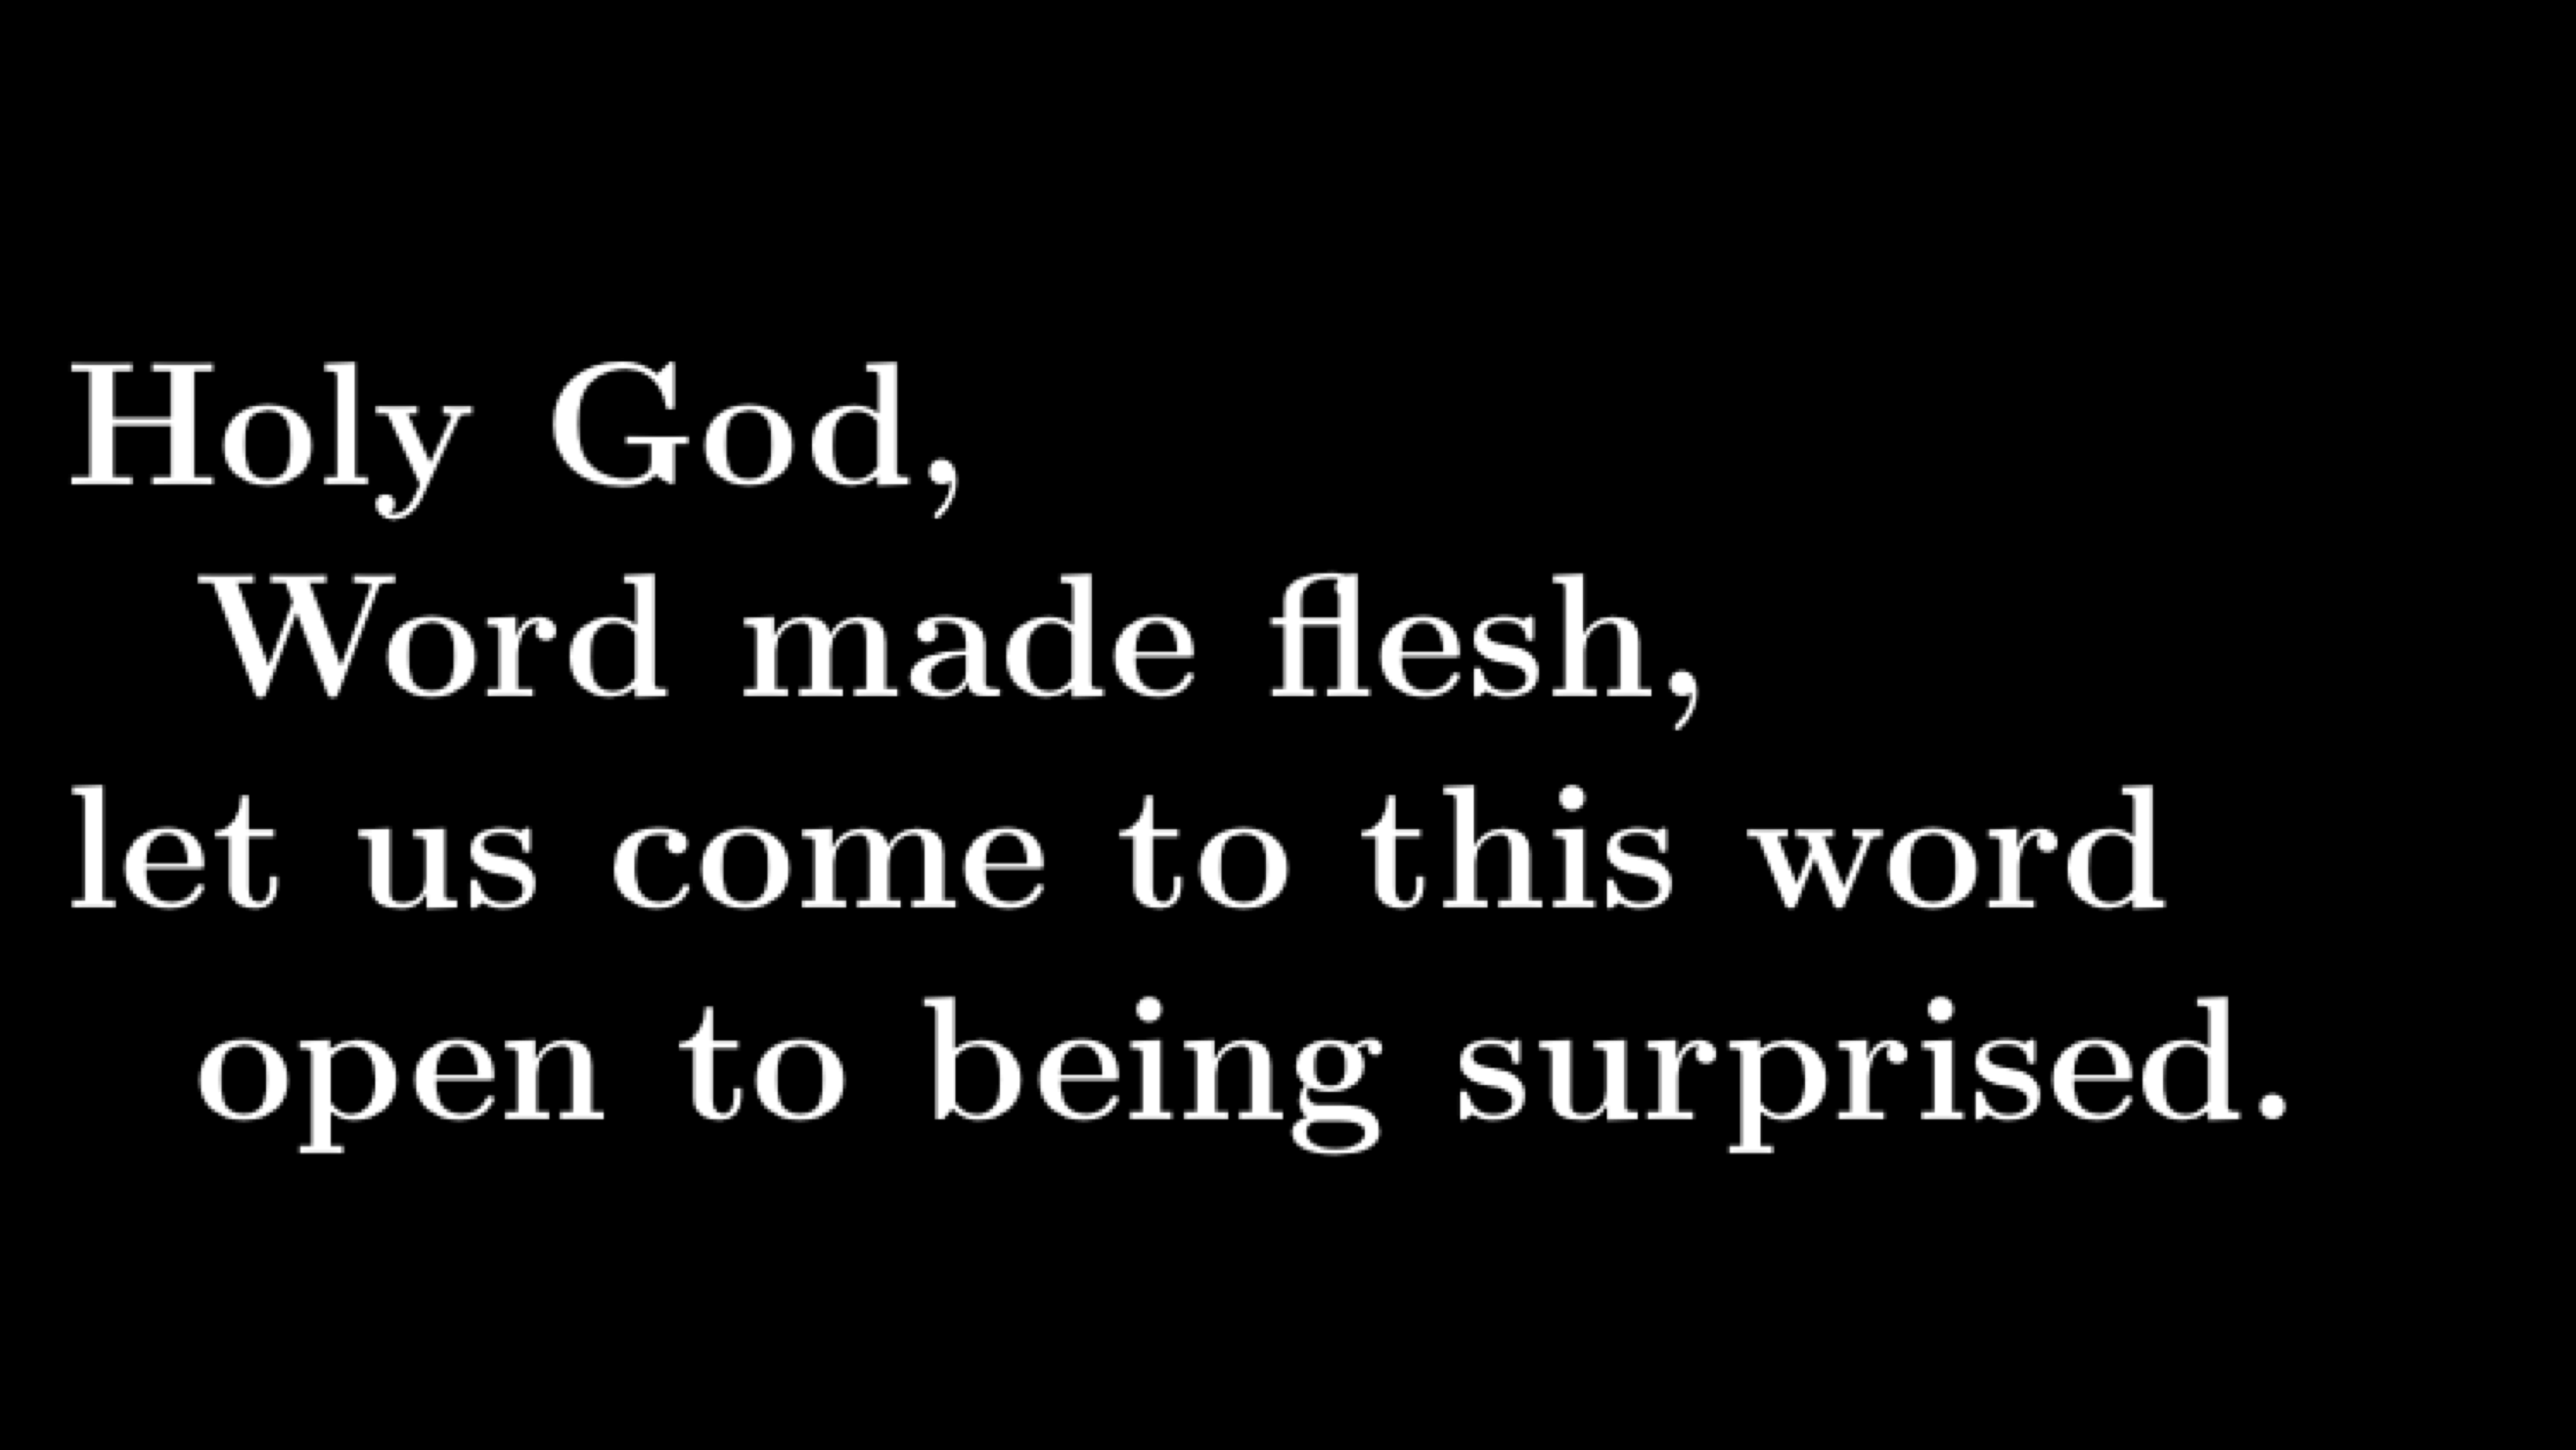 Holy God,
Word made flesh,
let us come to this word
open to being surprised.